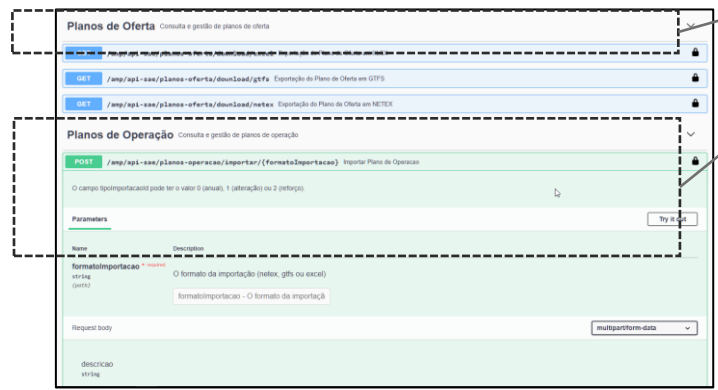 Planos de Oferta Consulta e gestão de planos de oferta
GET /amp/api-sae/planos-oferta/download/gtfs Exportação do Plano de Oferta em GTFS
GET /amp/api-sae/planos-oferta/download/netex Exportação do Plano de Oferta em NETEX
Planos de Operação Consulta e gestão de planos de operação
POST /amp/api-sae/planos-operacao/importar/{formatoImportacao} Importar Plano de Operacao
O campo tipoImportacaoId pode ter o valor 0 (anual), 1 (alteração) ou 2 (reforço).
Parameters
Try it out
Name Description
formatoImportacao * required
string
(path)
O formato da importação (netex, gtfs ou excel)
formatoImportacao - O formato da importaçã
Request body
multipart/form-data
descricao
string